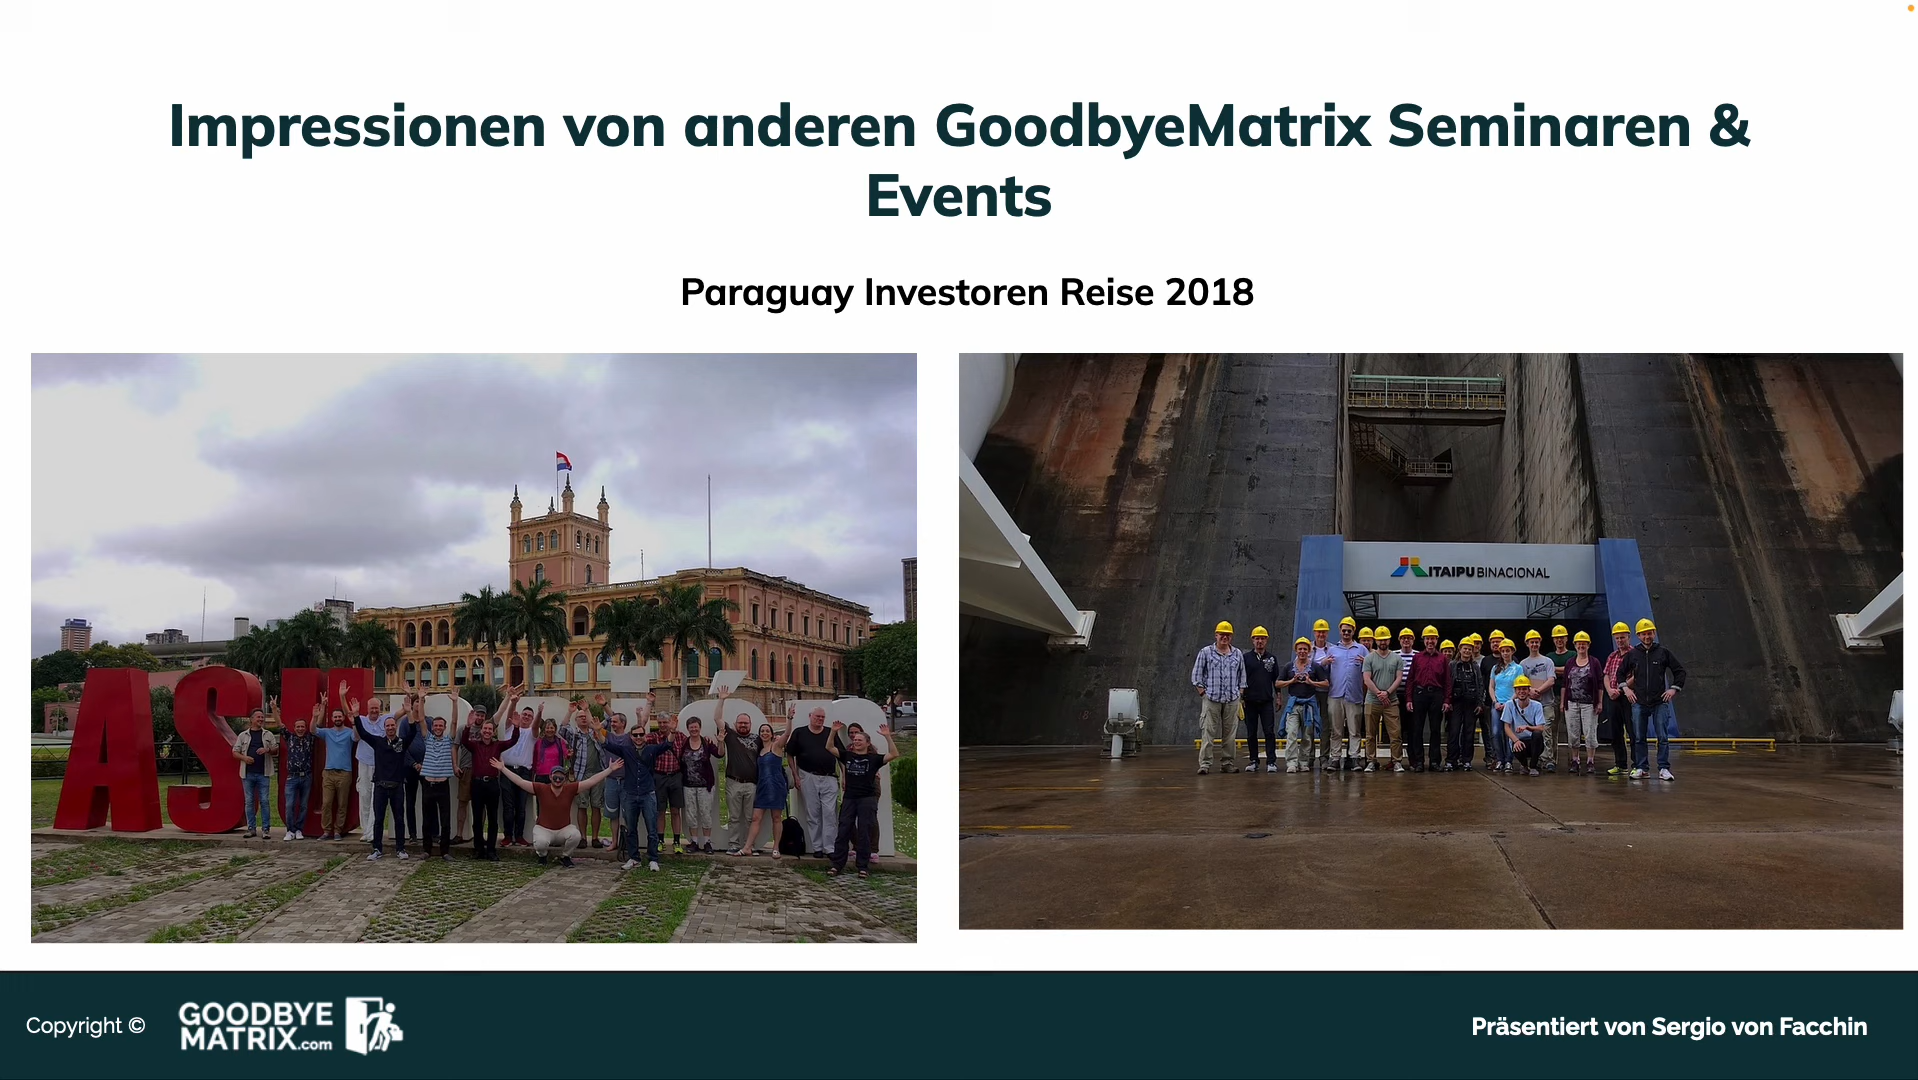 Impressionen von anderen GoodbyeMatrix Seminaren &
Events
Paraguay Investoren Reise 2018
ASU
ITAIPU BINACIONAL
Copyright ©
GOODBYE
MATRIX.com
Präsentiert von Sergio von Facchin